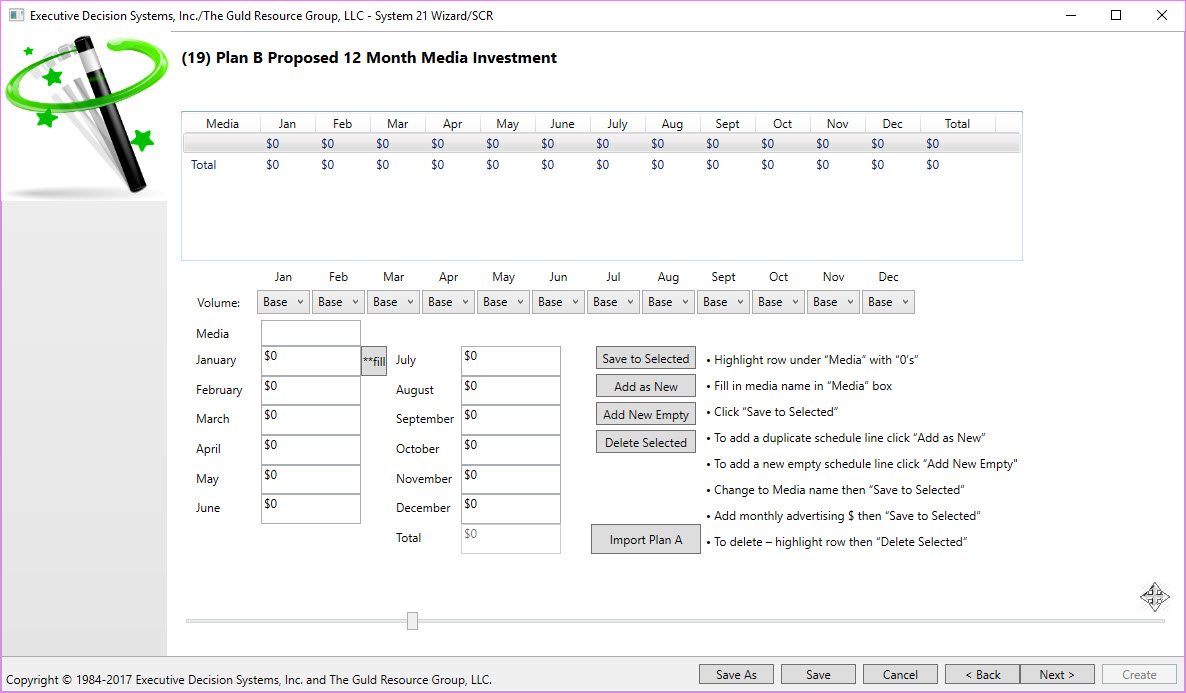 Executive Decision Systems, Inc./The Guld Resource Group, LLC - System 21 Wizard/SCR
(19) Plan B Proposed 12 Month Media Investment
Media Jan Feb Mar Apr May June July Aug Sept Oct Nov Dec Total
$0 $0 $0 $0 $0 $0 $0 $0 $0 $0 $0 $0 $0
Total $0 $0 $0 $0 $0 $0 $0 $0 $0 $0 $0 $0 $0
Jan Feb Mar Apr May Jun Jul Aug Sept Oct Nov Dec
Volume: Base Base Base Base Base Base Base Base Base Base Base Base
Media
January $0 **fill
February $0
March $0
April $0
May $0
June $0
July $0
August $0
September $0
October $0
November $0
December $0
Total $0
Save to Selected
Add as New
Add New Empty
Delete Selected
Import Plan A
• Highlight row under “Media” with “0’s”
• Fill in media name in “Media” box
• Click “Save to Selected”
• To add a duplicate schedule line click “Add as New”
• To add a new empty schedule line click “Add New Empty"
• Change to Media name then “Save to Selected”
• Add monthly advertising $ then “Save to Selected”
• To delete – highlight row then “Delete Selected”
Copyright © 1984-2017 Executive Decision Systems, Inc. and The Guld Resource Group, LLC.
Save As Save Cancel < Back Next > Create